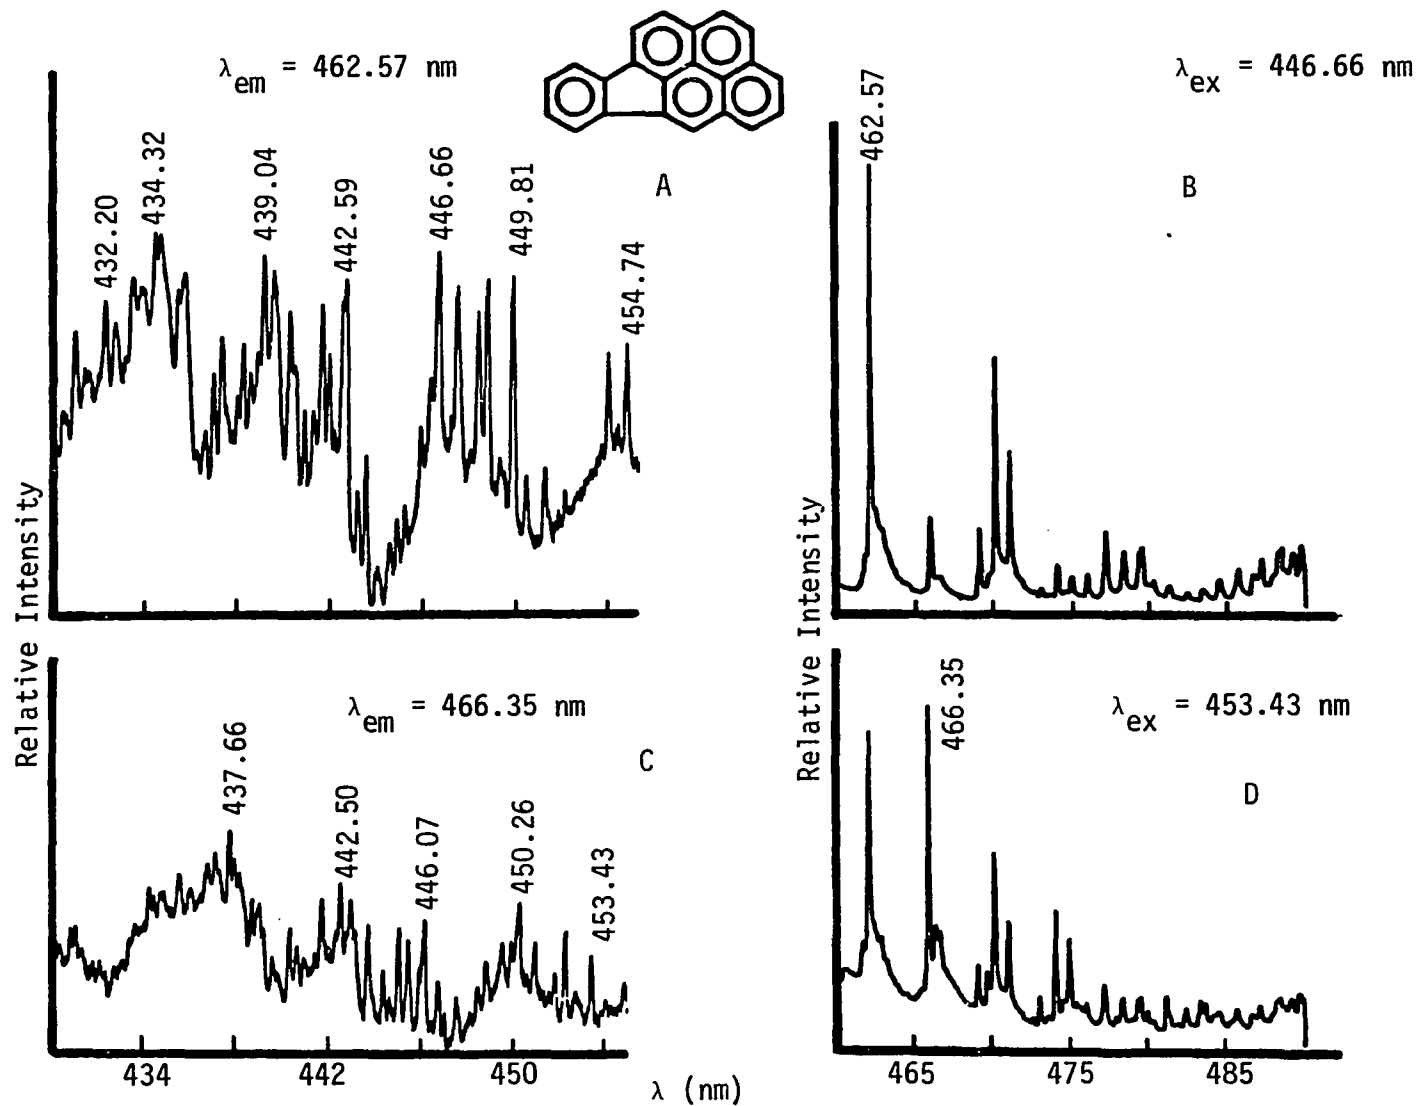 λem = 462.57 nm
432.20
434.32
439.04
442.59
446.66
449.81
454.74
A
λex = 446.66 nm
462.57
B
Relative Intensity
Relative Intensity
λem = 466.35 nm
437.66
442.50
446.07
450.26
453.43
C
λex = 453.43 nm
466.35
D
434
442
450
λ (nm)
465
475
485